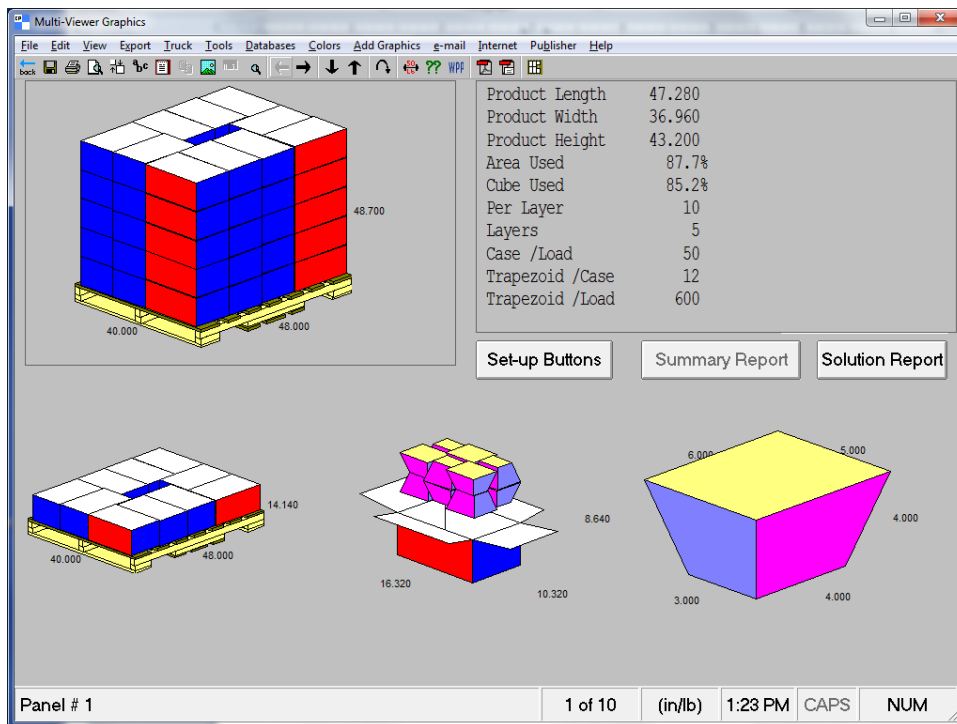 Multi-Viewer Graphics
File Edit View Export Truck Tools Databases Colors Add Graphics e-mail Internet Publisher Help
back abc SO LC ?? WPF
48.700
40.000
48.000
Product Length 47.280
Product Width 36.960
Product Height 43.200
Area Used 87.7%
Cube Used 85.2%
Per Layer 10
Layers 5
Case /Load 50
Trapezoid /Case 12
Trapezoid /Load 600
Set-up Buttons Summary Report Solution Report
14.140
40.000
48.000
8.640
16.320
10.320
6.000
5.000
4.000
3.000
4.000
Panel # 1 1 of 10 (in/lb) 1:23 PM CAPS NUM